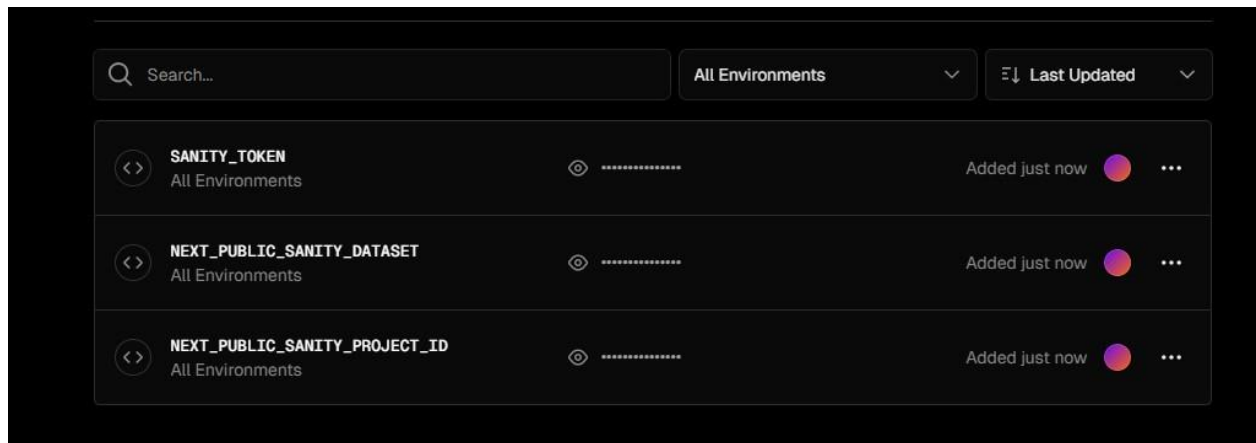 Search...
All Environments
Last Updated
SANITY_TOKEN
All Environments
Added just now
NEXT_PUBLIC_SANITY_DATASET
All Environments
Added just now
NEXT_PUBLIC_SANITY_PROJECT_ID
All Environments
Added just now